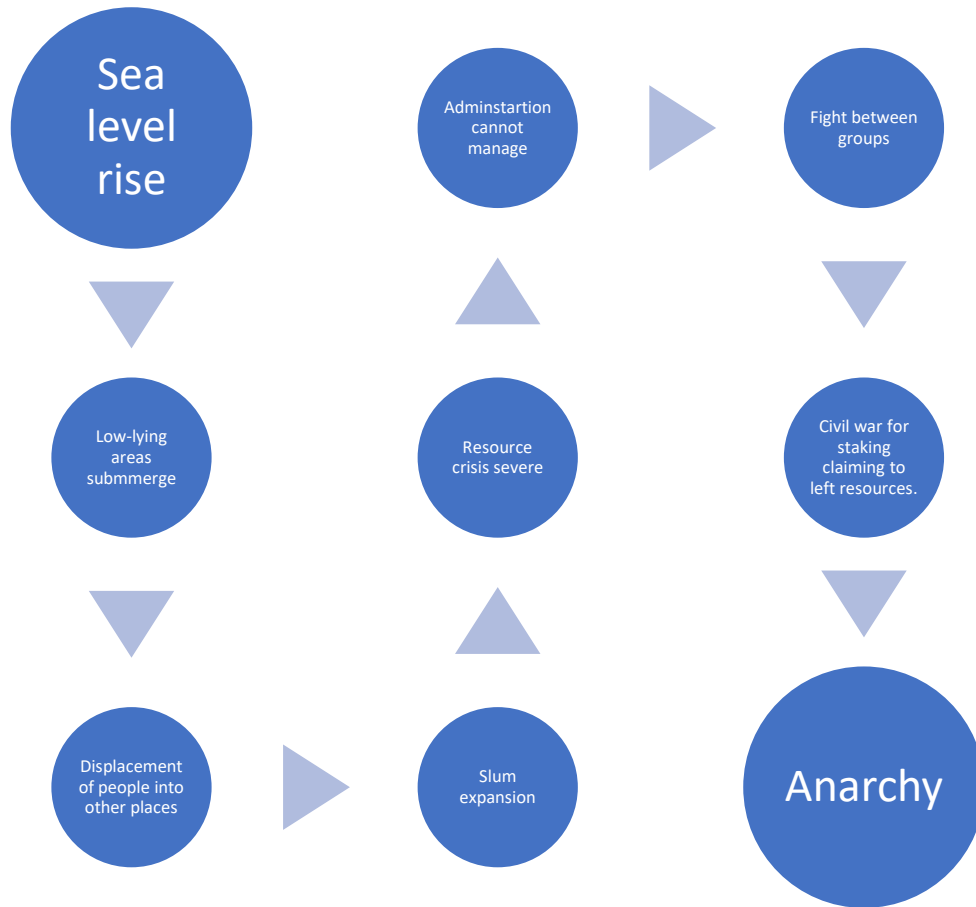 Sea
level
rise
Low-lying
areas
submmerge
Displacement
of people into
other places
Slum
expansion
Resource
crisis severe
Adminstartion
cannot
manage
Fight between
groups
Civil war for
staking
claiming to
left resources.
Anarchy